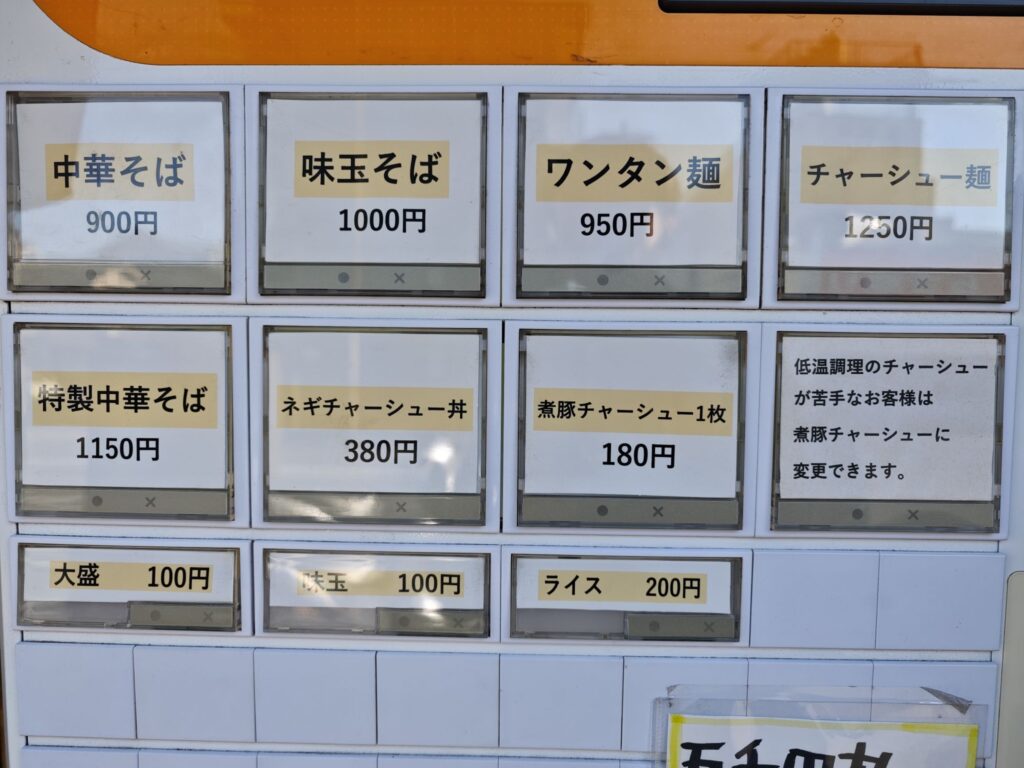 中華そば
900円
味玉そば
1000円
ワンタン麺
950円
チャーシュー麺
1250円
特製中華そば
1150円
ネギチャーシュー丼
380円
煮豚チャーシュー1枚
180円
低温調理のチャーシュー
が苦手なお客様は
煮豚チャーシューに
変更できます。
大盛 100円
味玉 100円
ライス 200円